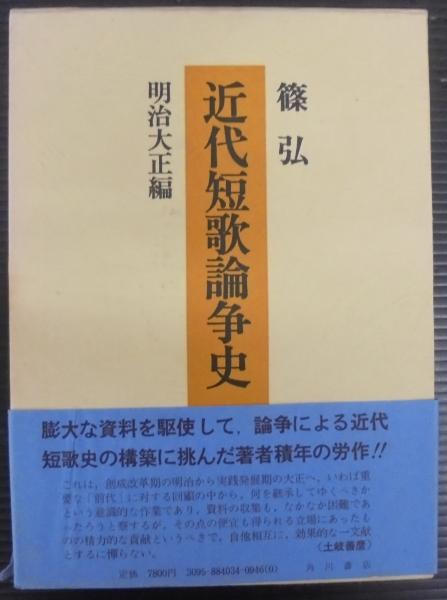 篠弘
近代短歌論争史
明治大正編
膨大な資料を駆使して、論争による近代
短歌史の構築に挑んだ著者積年の労作!!
これは、創成改革期の明治から実践発展期の大正へ、いわば重
要な「前代」に対する回顧の中から、何を継承してゆくべきか
という意識的な作業であり、資料の収集も、なかなか困難であ
ったろうと察するが、その点の便宜も得られる立場にあったも
のの精力的な貢献というべきで、自他相互に、効果的な一文献
とするに憚らない。
(土岐善麿)
定価 7800円 3095-884034-0946(0) 角川書店